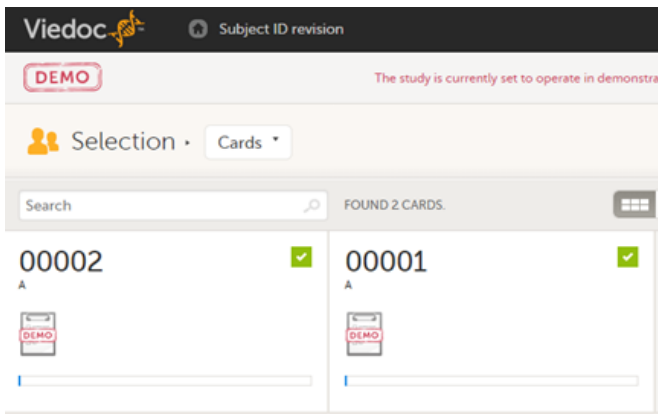 Viedoc
Subject ID revision
DEMO
The study is currently set to operate in
Selection
Cards
Search
FOUND 2 CARDS.
00002
A
DEMO
00001
A
DEMO